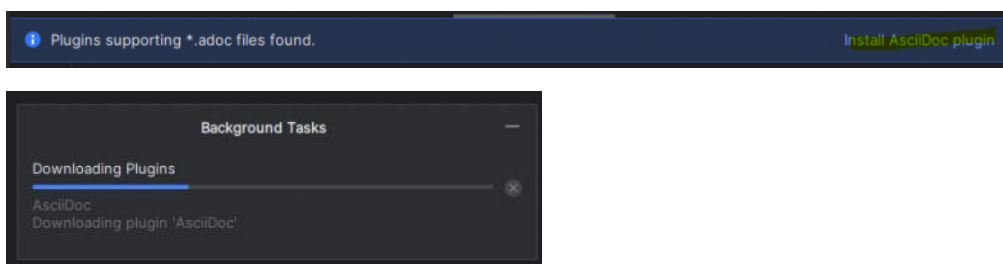 Plugins supporting *.adoc files found. Install AsciiDoc plugin
Background Tasks
Downloading Plugins
AsciiDoc
Downloading plugin 'AsciiDoc'